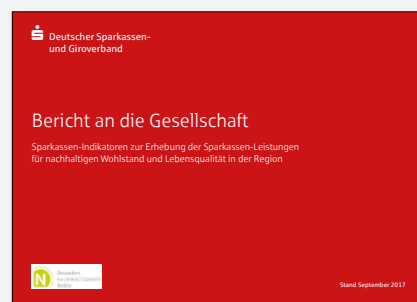 Deutscher Sparkassen-
und Giroverband
Bericht an die Gesellschaft
Sparkassen-Indikatoren zur Erhebung der Sparkassen-Leistungen
für nachhaltigen Wohlstand und Lebensqualität in der Region
N
Stand September 2017